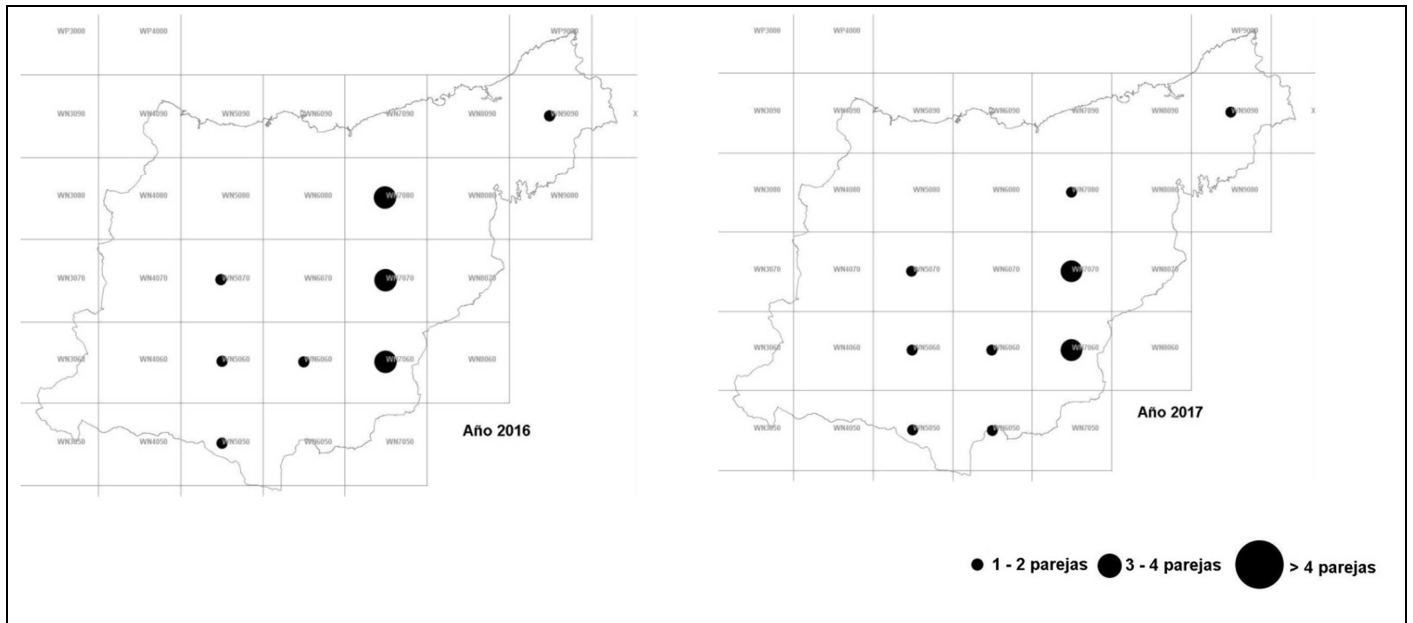 WP3000 WP4000 WP9000
WN3090 WN4090 WN5090 WN6090 WN7090 WN8090 WN9090 X
WN3080 WN4080 WN5080 WN6080 WN7080 WN8080 WN9080
WN3070 WN4070 WN5070 WN6070 WN7070 WN8070
WN3060 WN4060 WN5060 WN6060 WN7060 WN8060
WN3050 WN4050 WN5050 WN6050 WN7050
Año 2016
WP3000 WP4000 WP9000
WN3090 WN4090 WN5090 WN6090 WN7090 WN8090 WN9090 X
WN3080 WN4080 WN5080 WN6080 WN7080 WN8080 WN9080
WN3070 WN4070 WN5070 WN6070 WN7070 WN8070
WN3060 WN4060 WN5060 WN6060 WN7060 WN8060
WN3050 WN4050 WN5050 WN6050 WN7050
Año 2017
1 - 2 parejas 3 - 4 parejas > 4 parejas